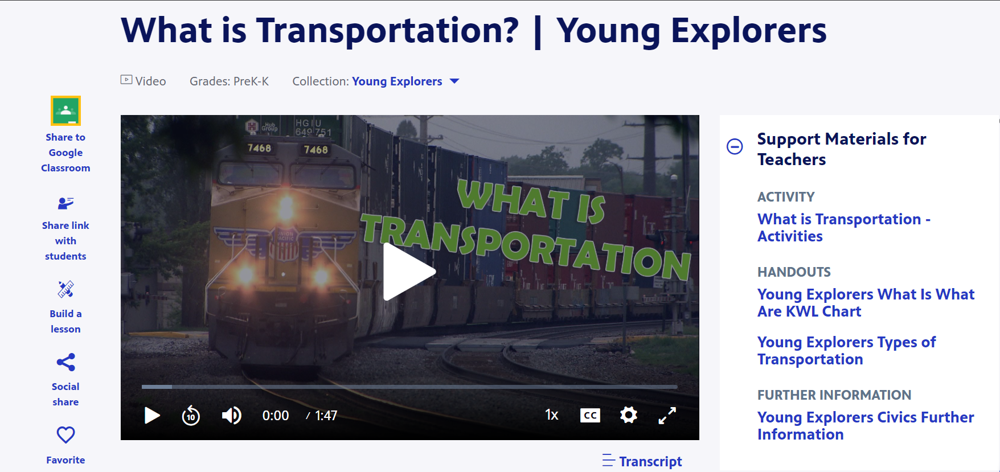 What is Transportation? | Young Explorers
Video Grades: PreK-K Collection: Young Explorers
Share to
Google
Classroom
Share link
with
students
Build a
lesson
Social
share
Favorite
Hub
Group
HGIU
649751
7468 7468
UNION
PACIFIC
WHAT IS
TRANSPORTATION
10 0:00 / 1:47 1x CC
Transcript
Support Materials for
Teachers
ACTIVITY
What is Transportation -
Activities
HANDOUTS
Young Explorers What Is What
Are KWL Chart
Young Explorers Types of
Transportation
FURTHER INFORMATION
Young Explorers Civics Further
Information